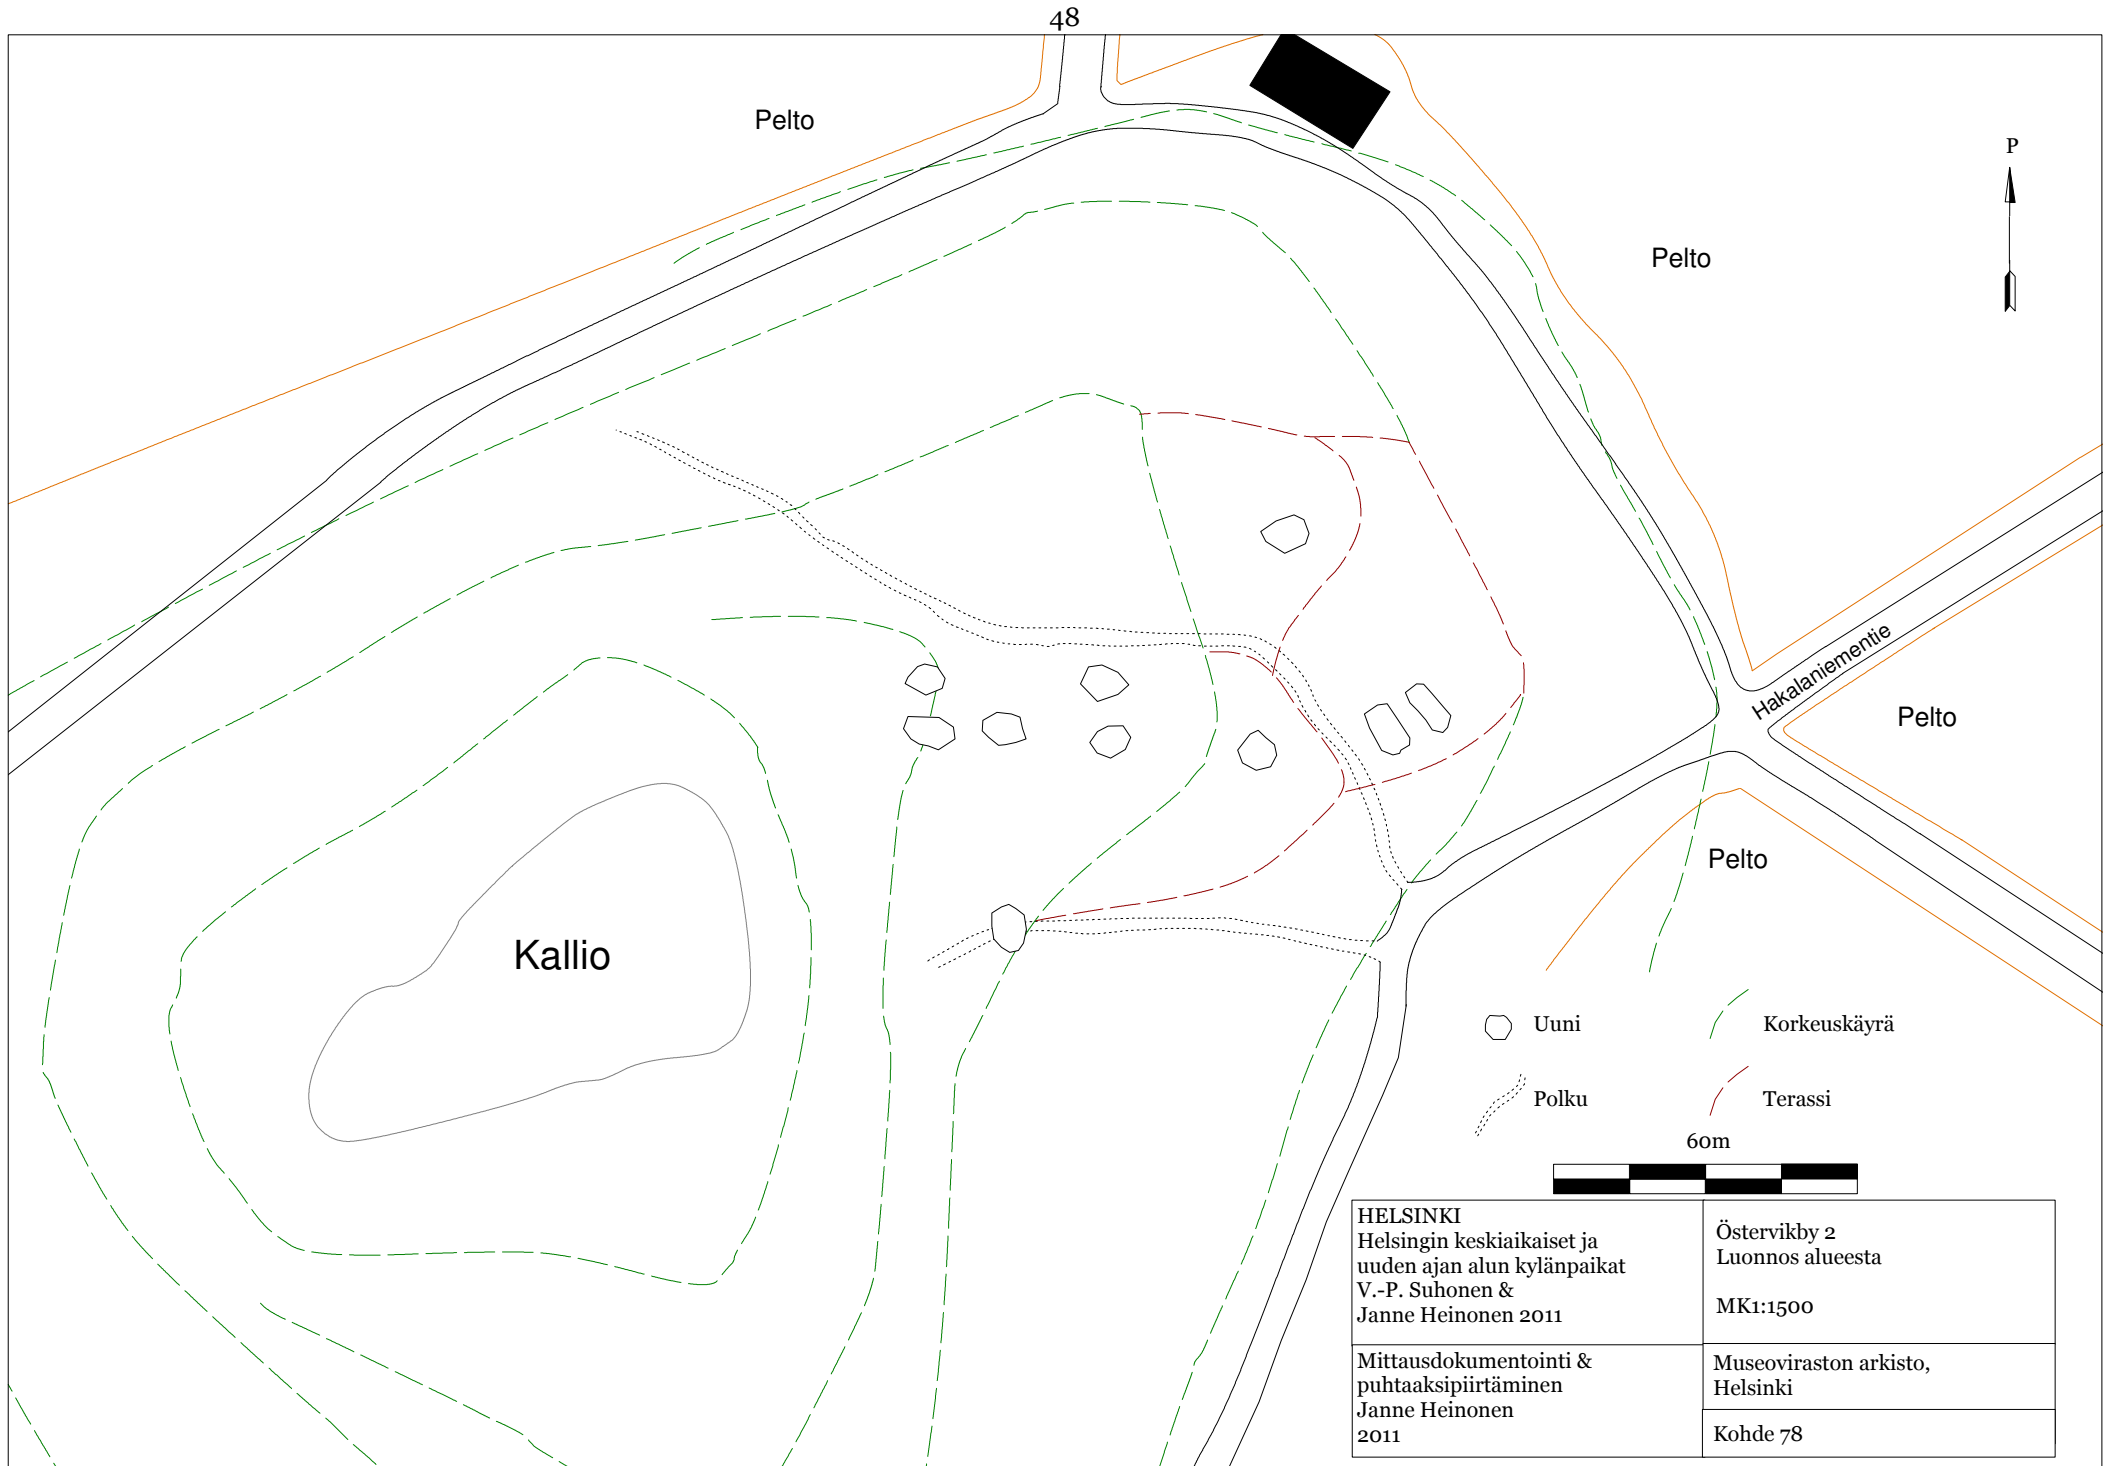 48
Pelto
P
Pelto
Hakalaniementie
Pelto
Pelto
Kallio
Uuni
Korkeuskäyrä
Polku
Terassi
60m
HELSINKI
Helsingin keskiaikaiset ja
uuden ajan alun kylänpaikat
V.-P. Suhonen &
Janne Heinonen 2011
Östervikby 2
Luonnos alueesta
MK1:1500
Mittausdokumentointi &
puhtaaksipiirtäminen
Janne Heinonen
2011
Museoviraston arkisto,
Helsinki
Kohde 78